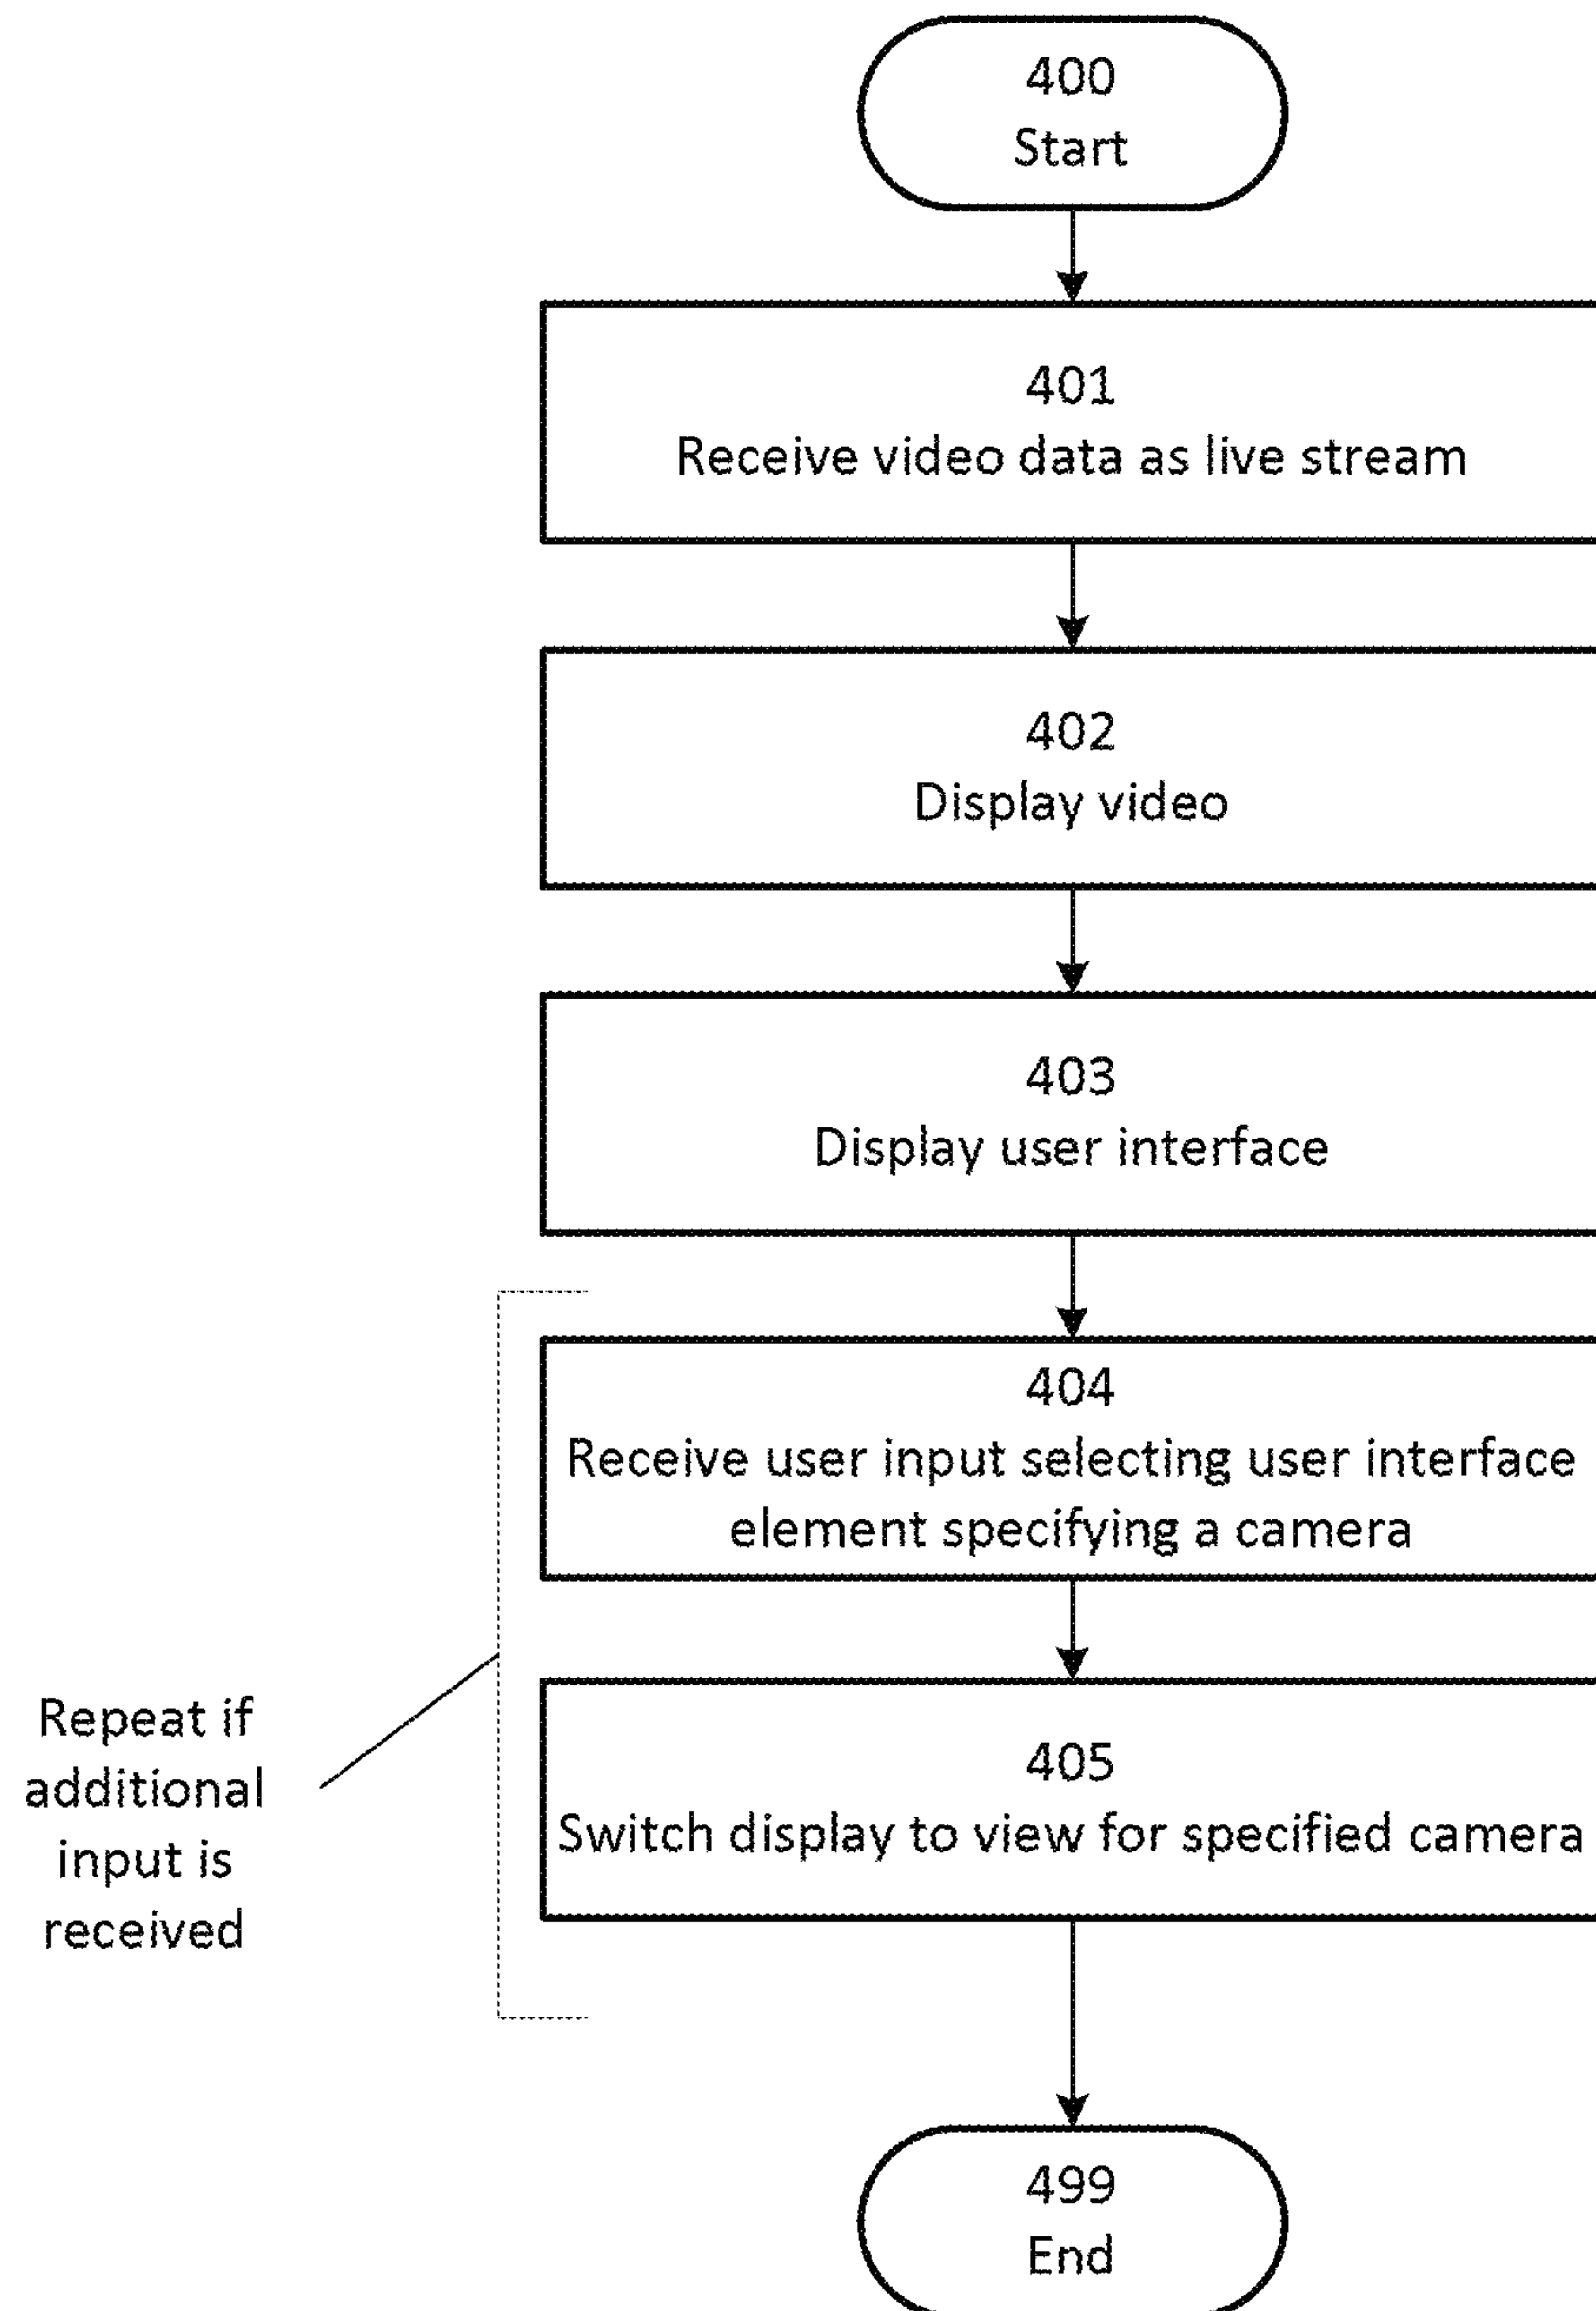 400
Start
401
Receive video data as live stream
402
Display video
403
Display user interface
404
Receive user input selecting user interface
element specifying a camera
405
Switch display to view for specified camera
Repeat if
additional
input is
received
499
End